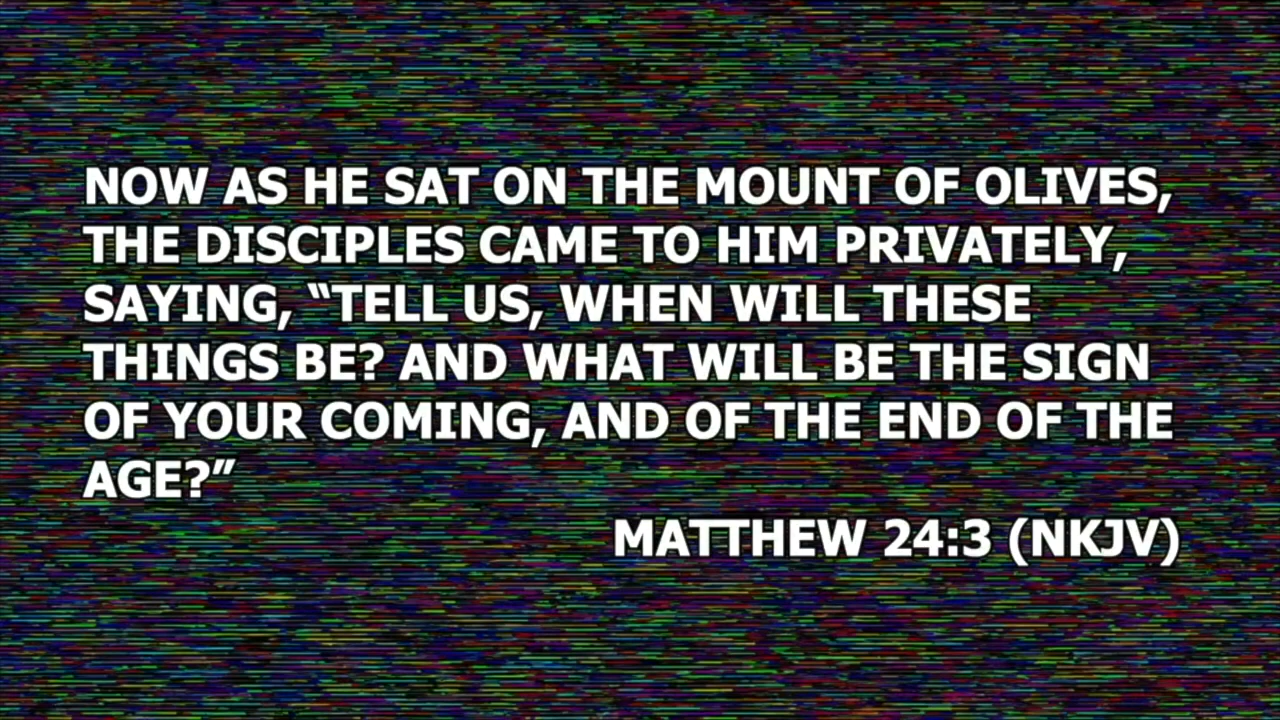 NOW AS HE SAT ON THE MOUNT OF OLIVES,
THE DISCIPLES CAME TO HIM PRIVATELY,
SAYING, “TELL US, WHEN WILL THESE
THINGS BE? AND WHAT WILL BE THE SIGN
OF YOUR COMING, AND OF THE END OF THE
AGE?”
MATTHEW 24:3 (NKJV)